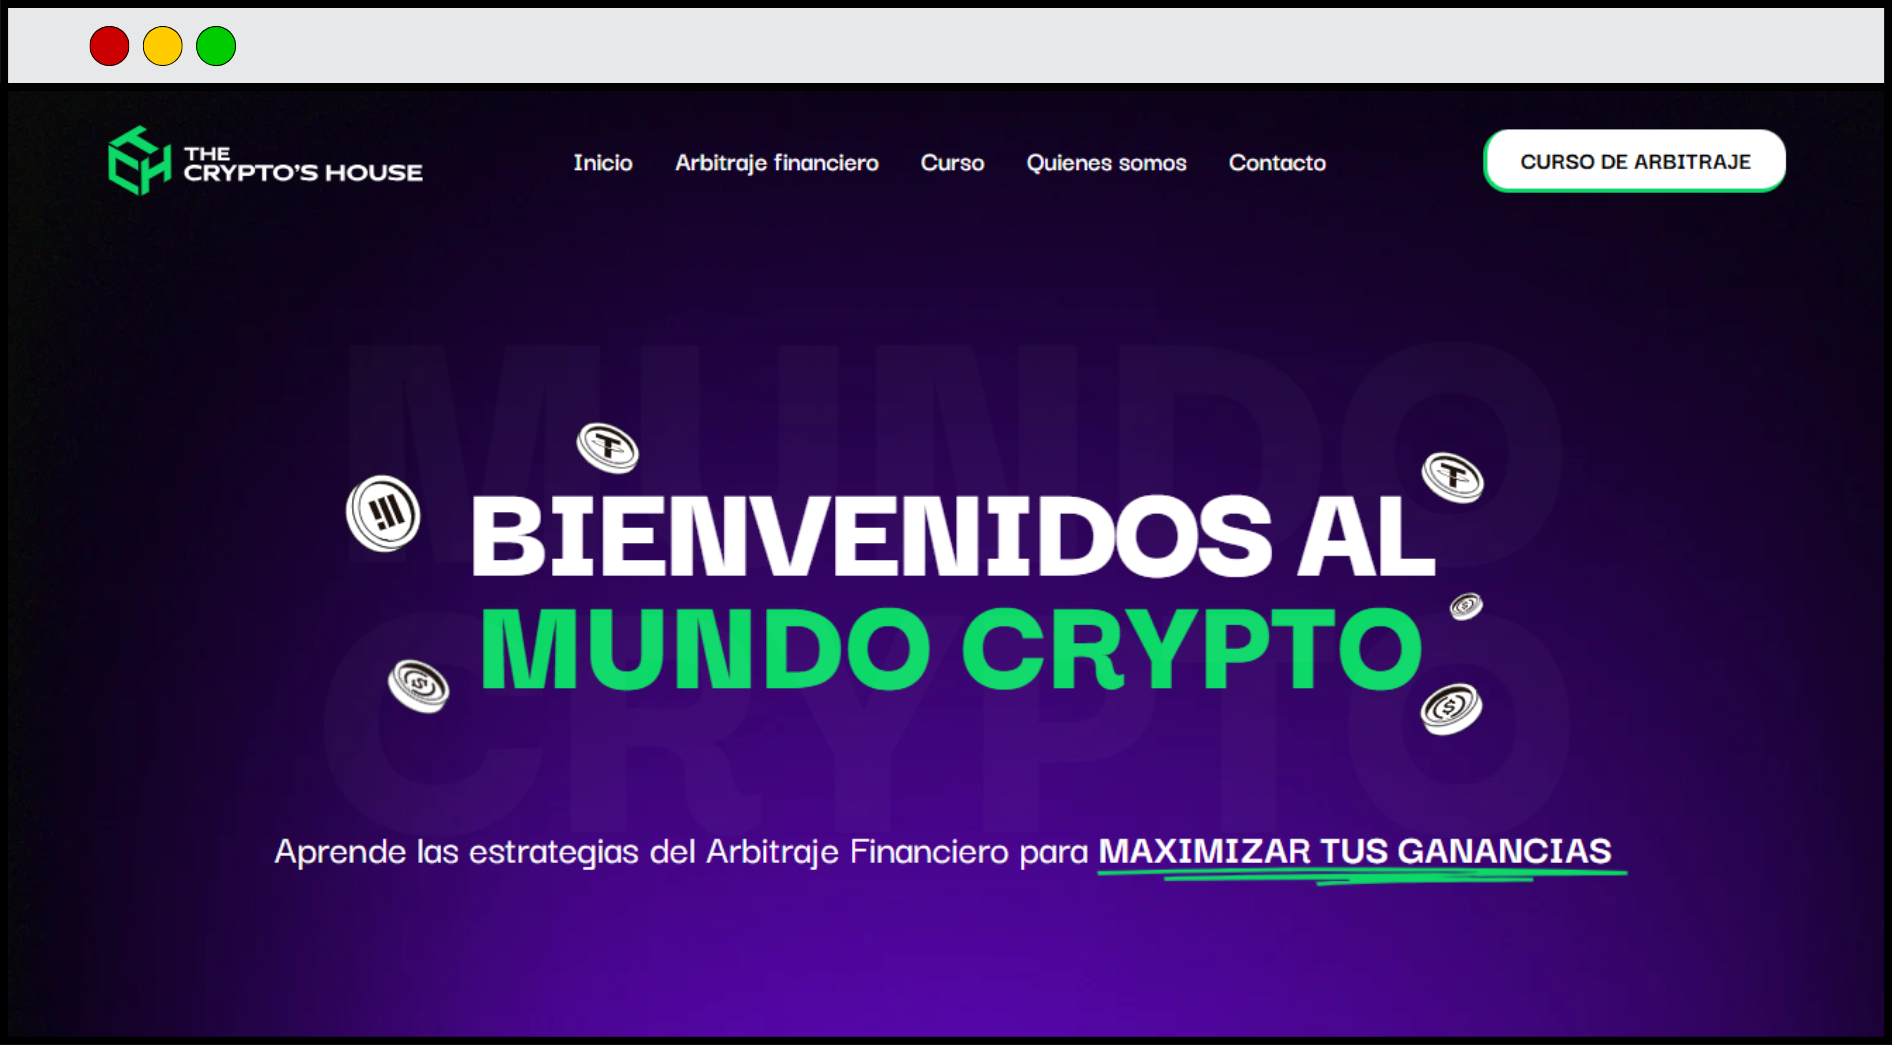 THE
CRYPTO'S HOUSE
Inicio Arbitraje financiero Curso Quienes somos Contacto
CURSO DE ARBITRAJE
MUNDO
CRYPTO
BIENVENIDOS AL
MUNDO CRYPTO
Aprende las estrategias del Arbitraje Financiero para MAXIMIZAR TUS GANANCIAS